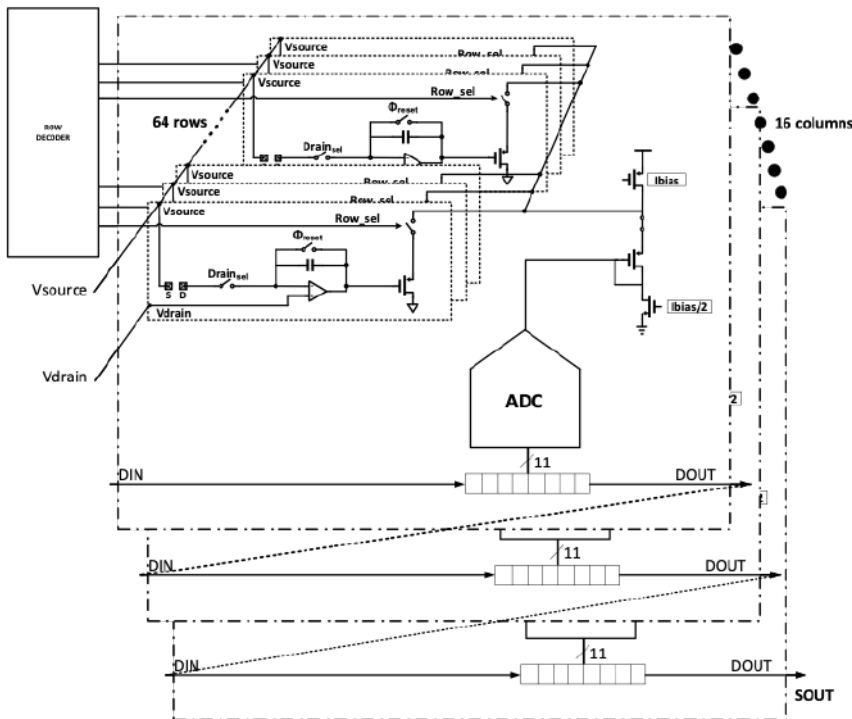 ROW
DECODER
Vsource
Row_sel
Vsource
Row_sel
Vsource
Row_sel
64 rows
Φreset
Drainsel
16 columns
Vsource
Row_sel
Vsource
Row_sel
Vsource
Row_sel
Φreset
Drainsel
S D
Vdrain
Vsource
Vdrain
Ibias
Ibias/2
ADC
2
11
DIN
DOUT
11
DIN
DOUT
11
DIN
DOUT
SOUT